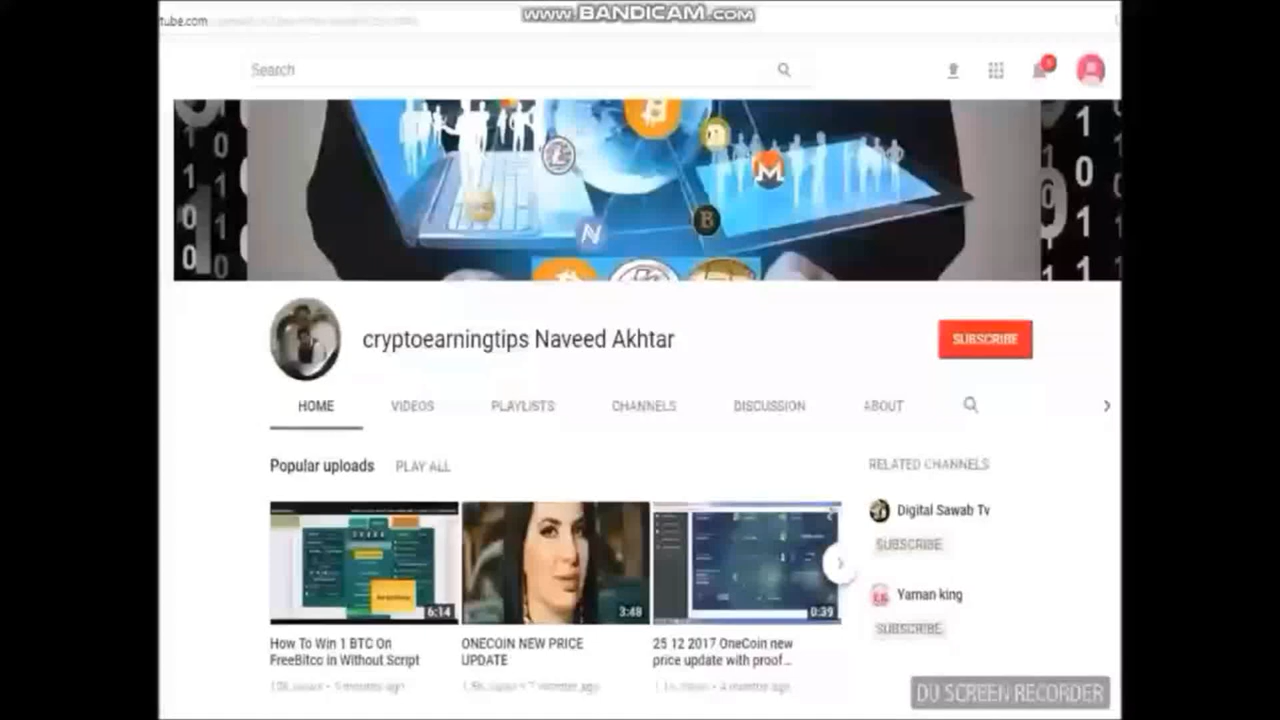 www.BANDICAM.com
tube.com
Search
cryptoearningtips Naveed Akhtar
SUBSCRIBE
HOME VIDEOS PLAYLISTS CHANNELS DISCUSSION ABOUT
Popular uploads PLAY ALL
RELATED CHANNELS
Digital Sawab Tv
SUBSCRIBE
Yaman king
SUBSCRIBE
6:14
3:48
0:39
How To Win 1 BTC On
FreeBitco in Without Script
ONECOIN NEW PRICE
UPDATE
25 12 2017 OneCoin new
price update with proof...
DU SCREEN RECORDER